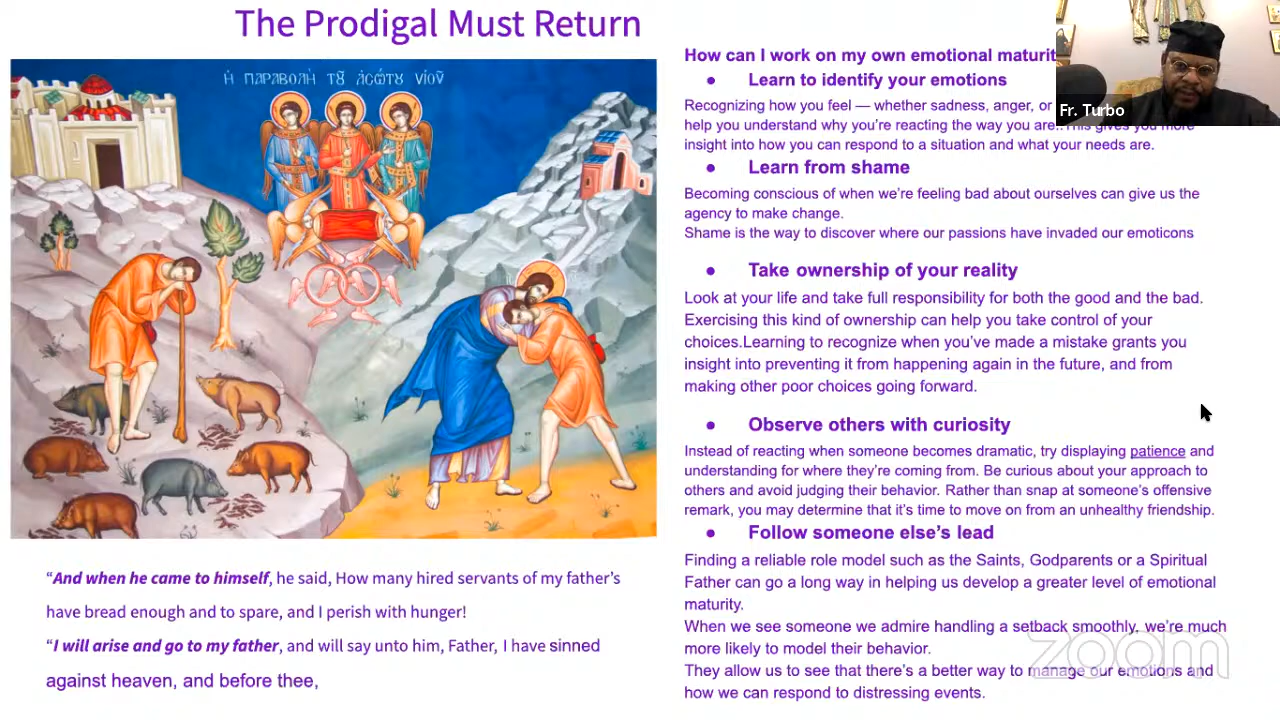 The Prodigal Must Return
Ἡ ΠΑΡΑΒΟΛῊ ΤΟΥ͂ ἈΣΏΤΟΥ ΥἹΟΥ͂
“And when he came to himself, he said, How many hired servants of my father’s
have bread enough and to spare, and I perish with hunger!
“I will arise and go to my father, and will say unto him, Father, I have sinned
against heaven, and before thee,
How can I work on my own emotional
● Learn to identify your emotions
Recognizing how you feel — whether sadness, anger, or
help you understand why you’re reacting the way you are. This gives you more
insight into how you can respond to a situation and what your needs are.
● Learn from shame
Becoming conscious of when we’re feeling bad about ourselves can give us the
agency to make change.
Shame is the way to discover where our passions have invaded our emoticons
● Take ownership of your reality
Look at your life and take full responsibility for both the good and the bad.
Exercising this kind of ownership can help you take control of your
choices.Learning to recognize when you’ve made a mistake grants you
insight into preventing it from happening again in the future, and from
making other poor choices going forward.
● Observe others with curiosity
Instead of reacting when someone becomes dramatic, try displaying patience and
understanding for where they’re coming from. Be curious about your approach to
others and avoid judging their behavior. Rather than snap at someone’s offensive
remark, you may determine that it’s time to move on from an unhealthy friendship.
● Follow someone else’s lead
Finding a reliable role model such as the Saints, Godparents or a Spiritual
Father can go a long way in helping us develop a greater level of emotional
maturity.
When we see someone we admire handling a setback smoothly, we’re much
more likely to model their behavior.
They allow us to see that there’s a better way to manage our emotions and
how we can respond to distressing events.
Fr. Turbo
zoom